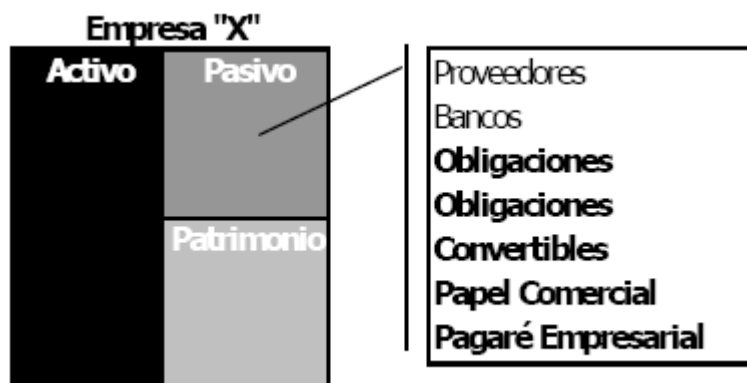 Empresa "X"
Activo
Pasivo
Patrimonio
Proveedores
Bancos
Obligaciones
Obligaciones
Convertibles
Papel Comercial
Pagaré Empresarial